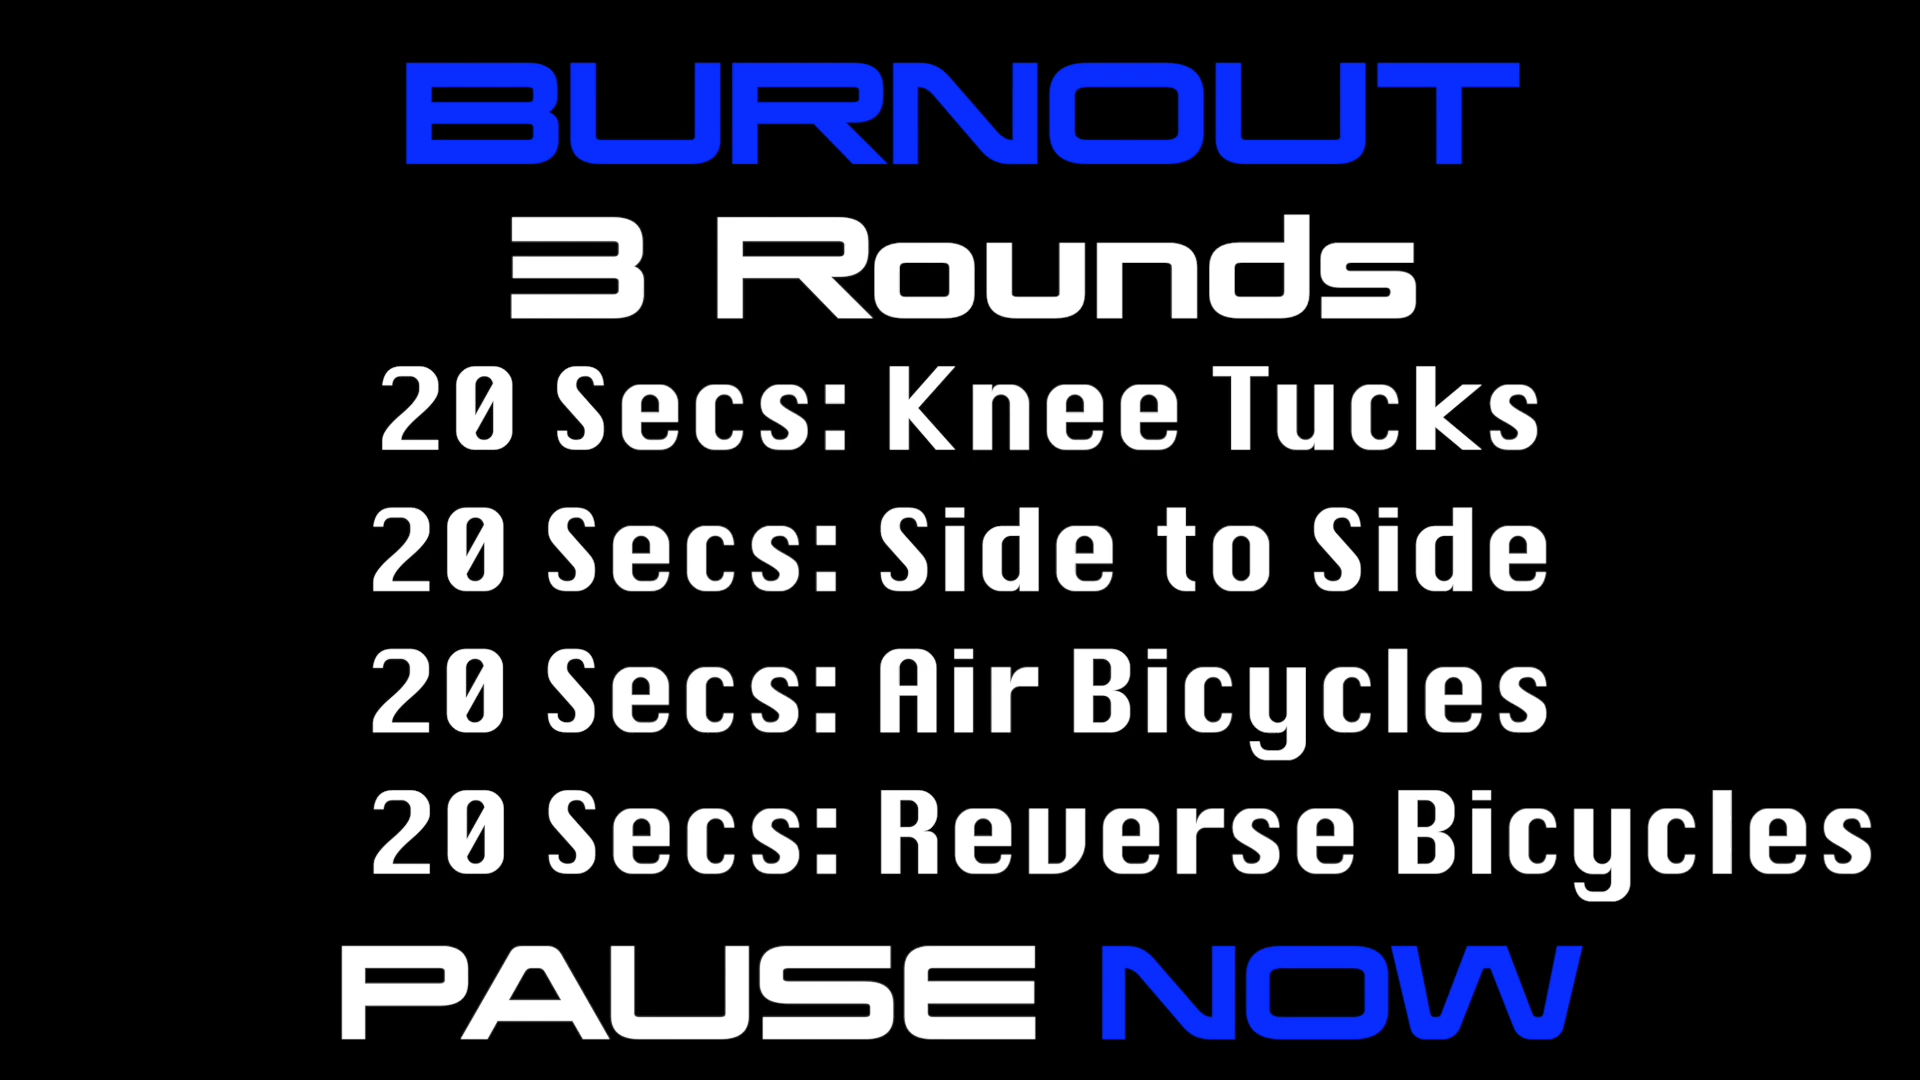 BURNOUT
3 Rounds
20 Secs: Knee Tucks
20 Secs: Side to Side
20 Secs: Air Bicycles
20 Secs: Reverse Bicycles
PAUSE NOW